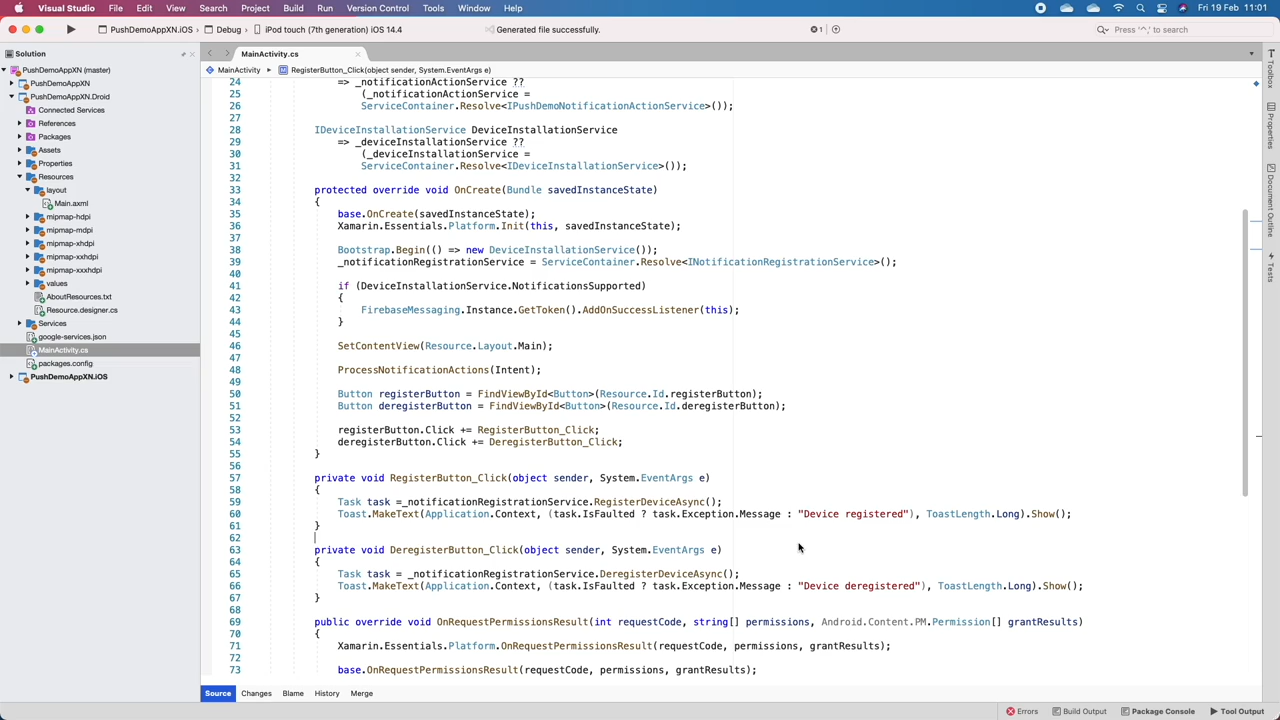 Visual Studio File Edit View Search Project Build Run Version Control Tools Window Help Fri 19 Feb 11:01
PushDemoAppXN.iOS > Debug > iPod touch (7th generation) iOS 14.4 Generated file successfully. 1 Press '^,' to search
Solution
MainActivity.cs
PushDemoAppXN (master)
PushDemoAppXN
PushDemoAppXN.Droid
Connected Services
References
Packages
Assets
Properties
Resources
layout
Main.axml
mipmap-hdpi
mipmap-mdpi
mipmap-xhdpi
mipmap-xxhdpi
mipmap-xxxhdpi
values
AboutResources.txt
Resource.designer.cs
Services
google-services.json
MainActivity.cs
packages.config
PushDemoAppXN.iOS
MainActivity RegisterButton_Click(object sender, System.EventArgs e)
24 => _notificationActionService ??
25 (_notificationActionService =
26 ServiceContainer.Resolve<IPushDemoNotificationActionService>());
27
28 IDeviceInstallationService DeviceInstallationService
29 => _deviceInstallationService ??
30 (_deviceInstallationService =
31 ServiceContainer.Resolve<IDeviceInstallationService>());
32
33 protected override void OnCreate(Bundle savedInstanceState)
34 {
35 base.OnCreate(savedInstanceState);
36 Xamarin.Essentials.Platform.Init(this, savedInstanceState);
37
38 Bootstrap.Begin(() => new DeviceInstallationService());
39 _notificationRegistrationService = ServiceContainer.Resolve<INotificationRegistrationService>();
40
41 if (DeviceInstallationService.NotificationsSupported)
42 {
43 FirebaseMessaging.Instance.GetToken().AddOnSuccessListener(this);
44 }
45
46 SetContentView(Resource.Layout.Main);
47
48 ProcessNotificationActions(Intent);
49
50 Button registerButton = FindViewById<Button>(Resource.Id.registerButton);
51 Button deregisterButton = FindViewById<Button>(Resource.Id.deregisterButton);
52
53 registerButton.Click += RegisterButton_Click;
54 deregisterButton.Click += DeregisterButton_Click;
55 }
56
57 private void RegisterButton_Click(object sender, System.EventArgs e)
58 {
59 Task task =_notificationRegistrationService.RegisterDeviceAsync();
60 Toast.MakeText(Application.Context, (task.IsFaulted ? task.Exception.Message : "Device registered"), ToastLength.Long).Show();
61 }
62
63 private void DeregisterButton_Click(object sender, System.EventArgs e)
64 {
65 Task task = _notificationRegistrationService.DeregisterDeviceAsync();
66 Toast.MakeText(Application.Context, (task.IsFaulted ? task.Exception.Message : "Device deregistered"), ToastLength.Long).Show();
67 }
68
69 public override void OnRequestPermissionsResult(int requestCode, string[] permissions, Android.Content.PM.Permission[] grantResults)
70 {
71 Xamarin.Essentials.Platform.OnRequestPermissionsResult(requestCode, permissions, grantResults);
72
73 base.OnRequestPermissionsResult(requestCode, permissions, grantResults);
Toolbox
Properties
Document Outline
Tests
Source Changes Blame History Merge
Errors Build Output Package Console Tool Output